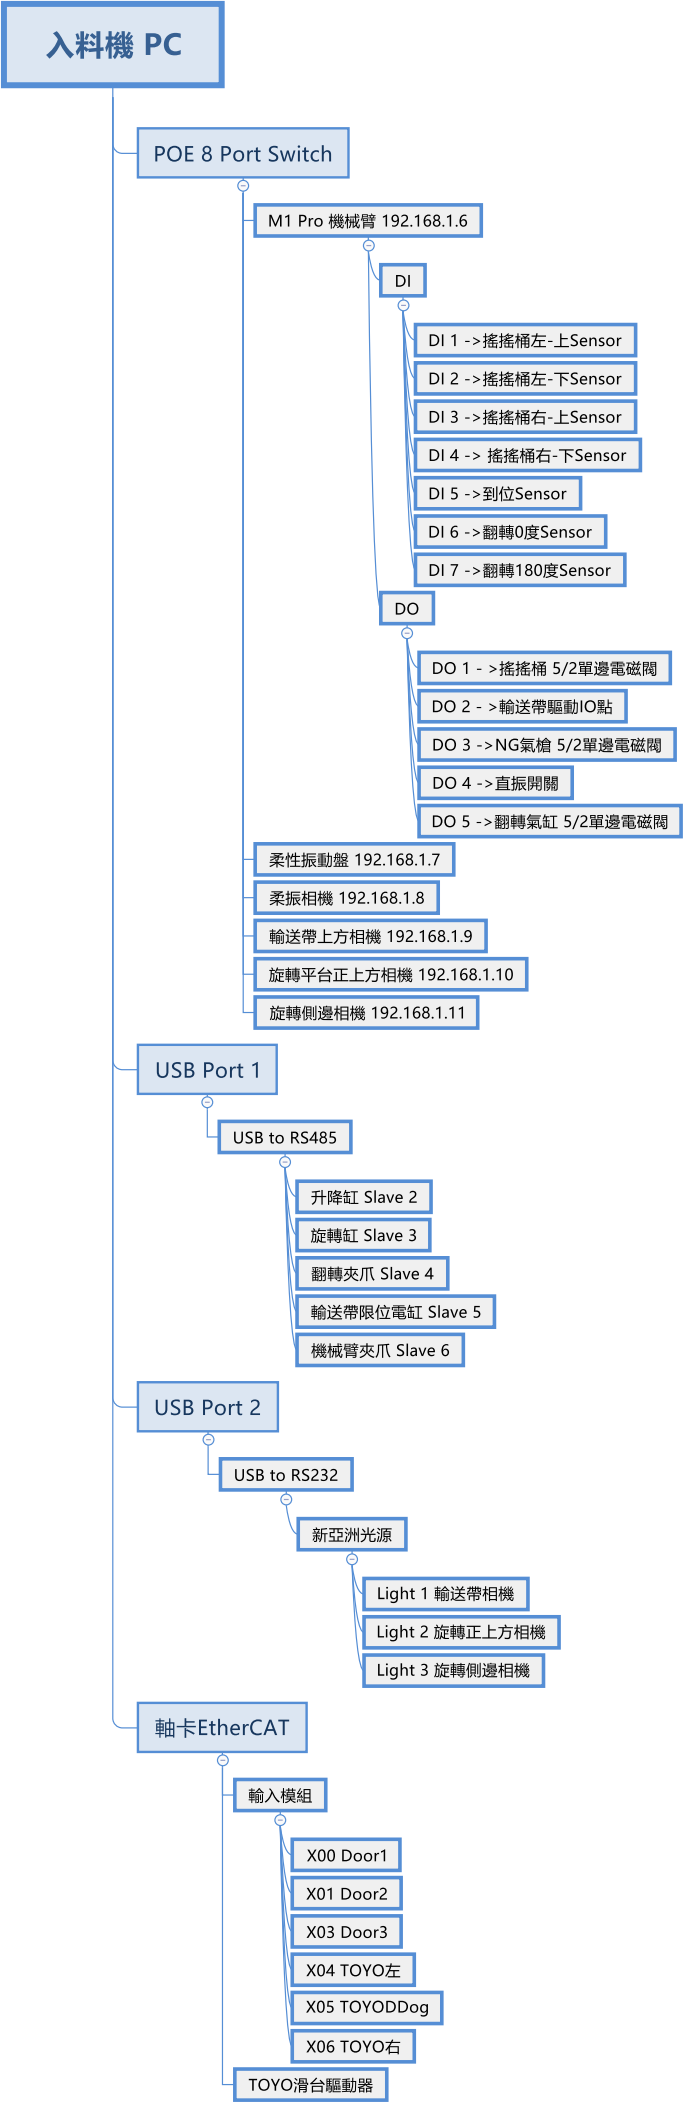 入料機 PC
POE 8 Port Switch
M1 Pro 機械臂 192.168.1.6
DI
DI 1 ->搖搖桶左-上Sensor
DI 2 ->搖搖桶左-下Sensor
DI 3 ->搖搖桶右-上Sensor
DI 4 -> 搖搖桶右-下Sensor
DI 5 ->到位Sensor
DI 6 ->翻轉0度Sensor
DI 7 ->翻轉180度Sensor
DO
DO 1 - >搖搖桶 5/2單邊電磁閥
DO 2 - >輸送帶驅動IO點
DO 3 ->NG氣槍 5/2單邊電磁閥
DO 4 ->直振開關
DO 5 ->翻轉氣缸 5/2單邊電磁閥
柔性振動盤 192.168.1.7
柔振相機 192.168.1.8
輸送帶上方相機 192.168.1.9
旋轉平台正上方相機 192.168.1.10
旋轉側邊相機 192.168.1.11
USB Port 1
USB to RS485
升降缸 Slave 2
旋轉缸 Slave 3
翻轉夾爪 Slave 4
輸送帶限位電缸 Slave 5
機械臂夾爪 Slave 6
USB Port 2
USB to RS232
新亞洲光源
Light 1 輸送帶相機
Light 2 旋轉正上方相機
Light 3 旋轉側邊相機
軸卡EtherCAT
輸入模組
X00 Door1
X01 Door2
X03 Door3
X04 TOYO左
X05 TOYODDog
X06 TOYO右
TOYO滑台驅動器